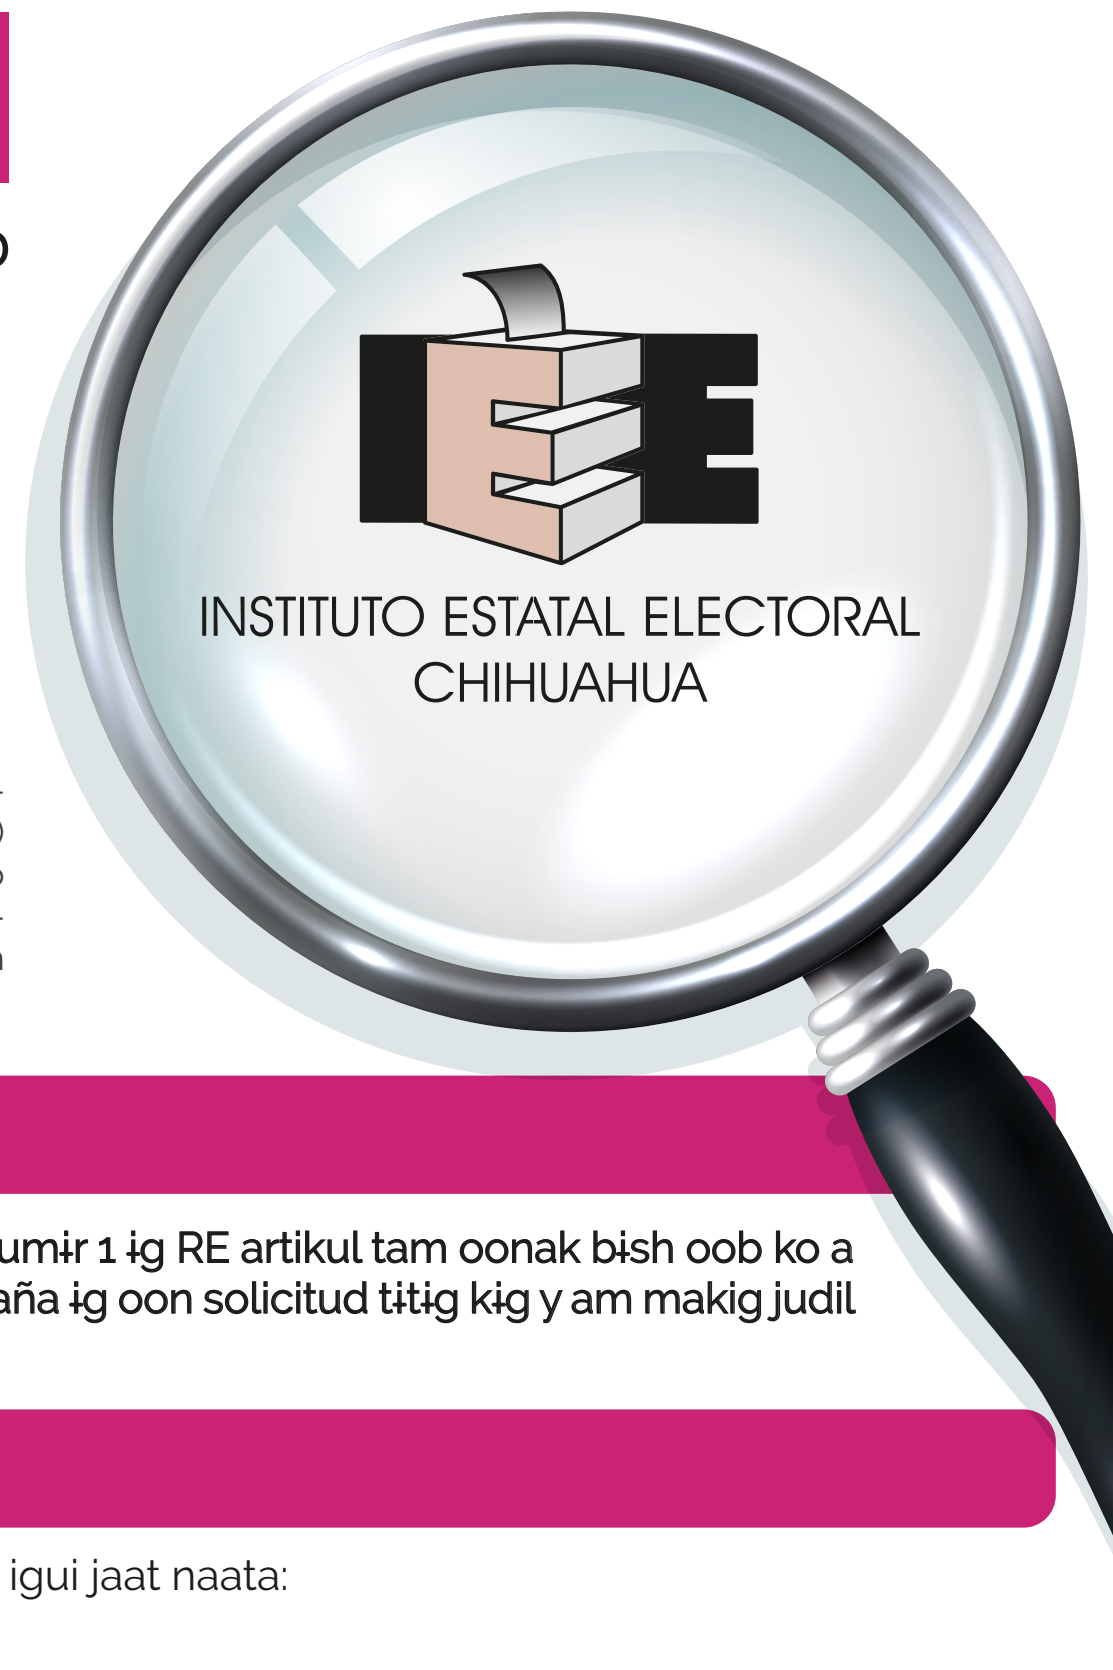 IEE
INSTITUTO ESTATAL ELECTORAL
CHIHUAHUA
umɨr 1 ɨg RE artikul tam oonak bɨsh oob ko a
aña ɨg oon solicitud tɨtɨg kɨg y am makig judil
igui jaat naata: